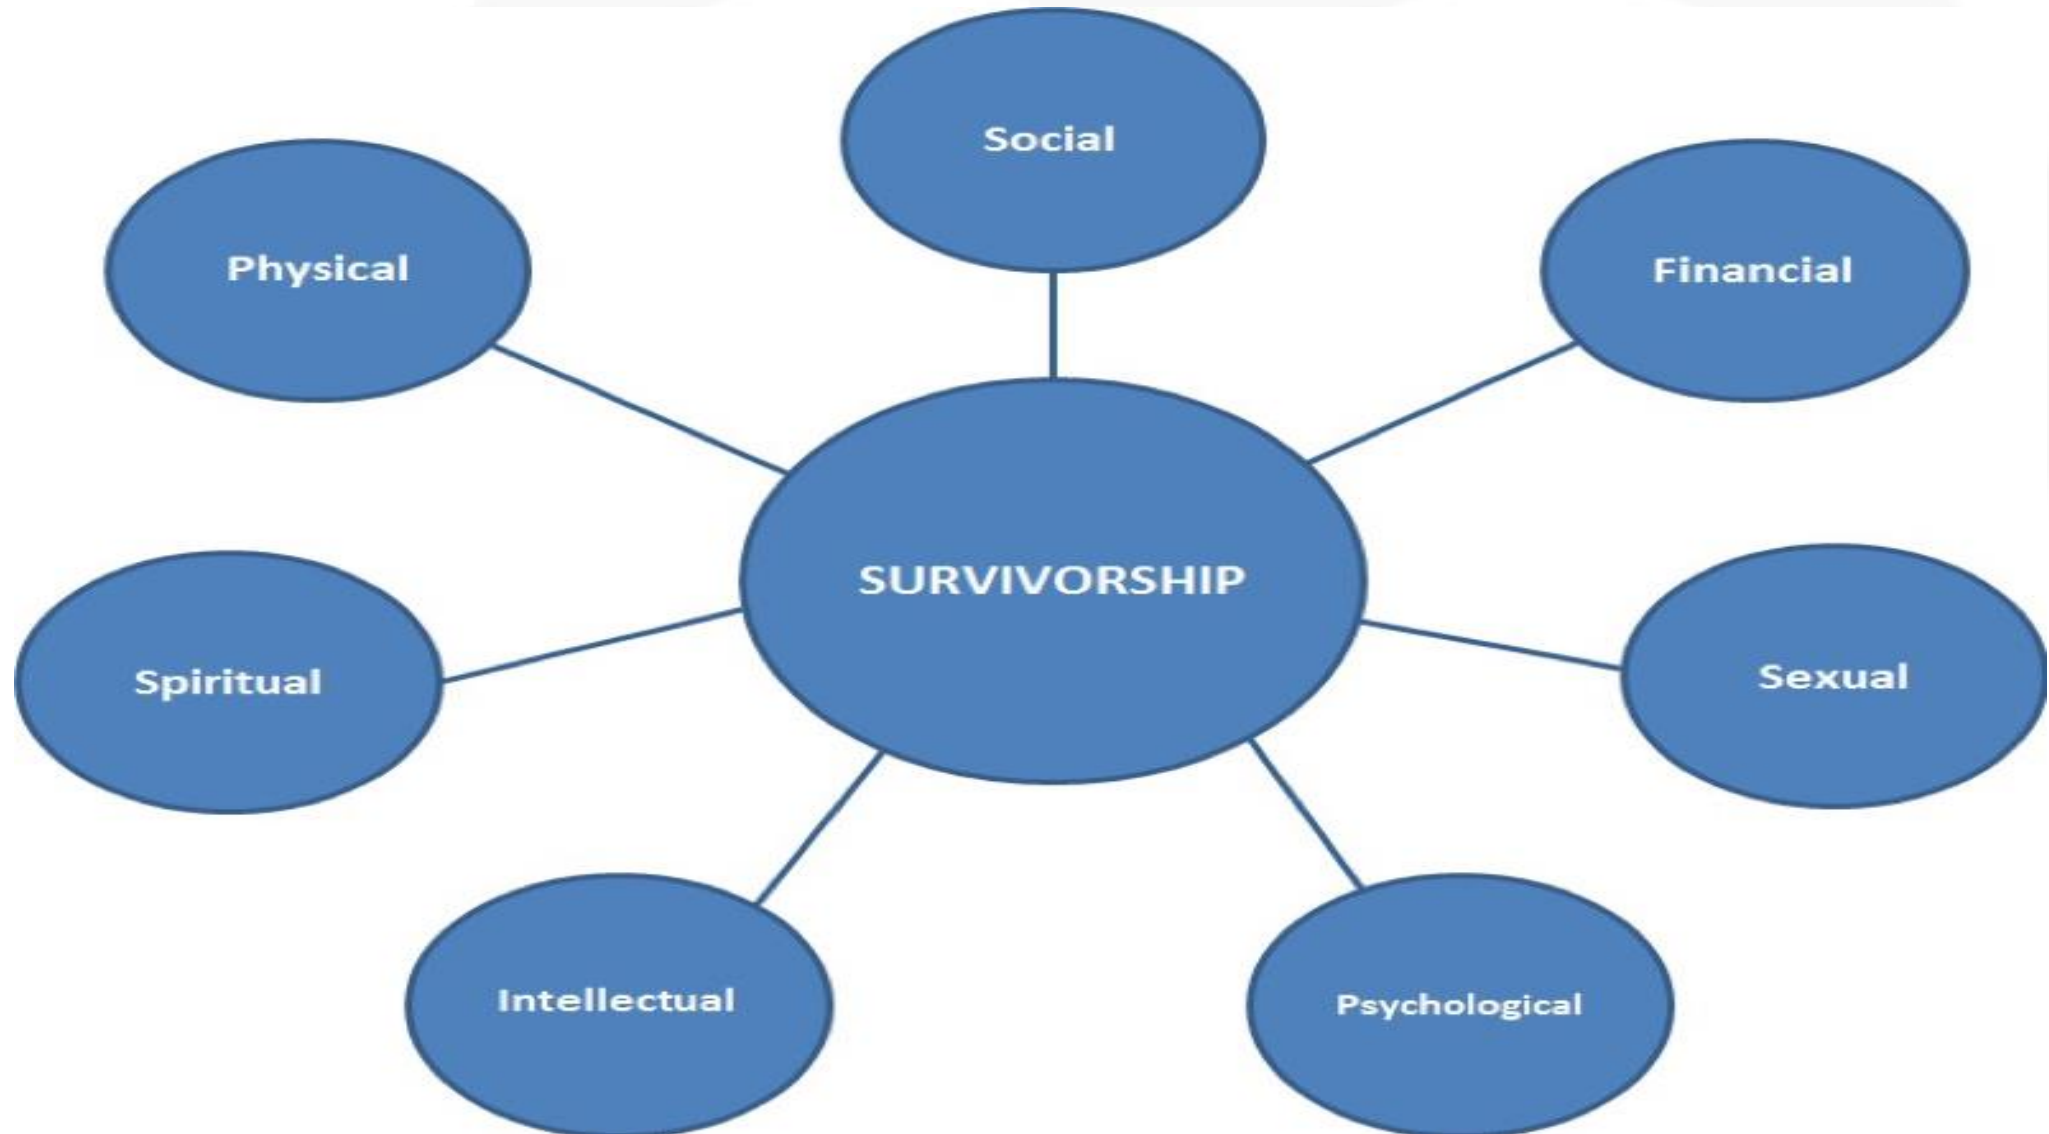 Social
Physical
Financial
SURVIVORSHIP
Spiritual
Sexual
Intellectual
Psychological